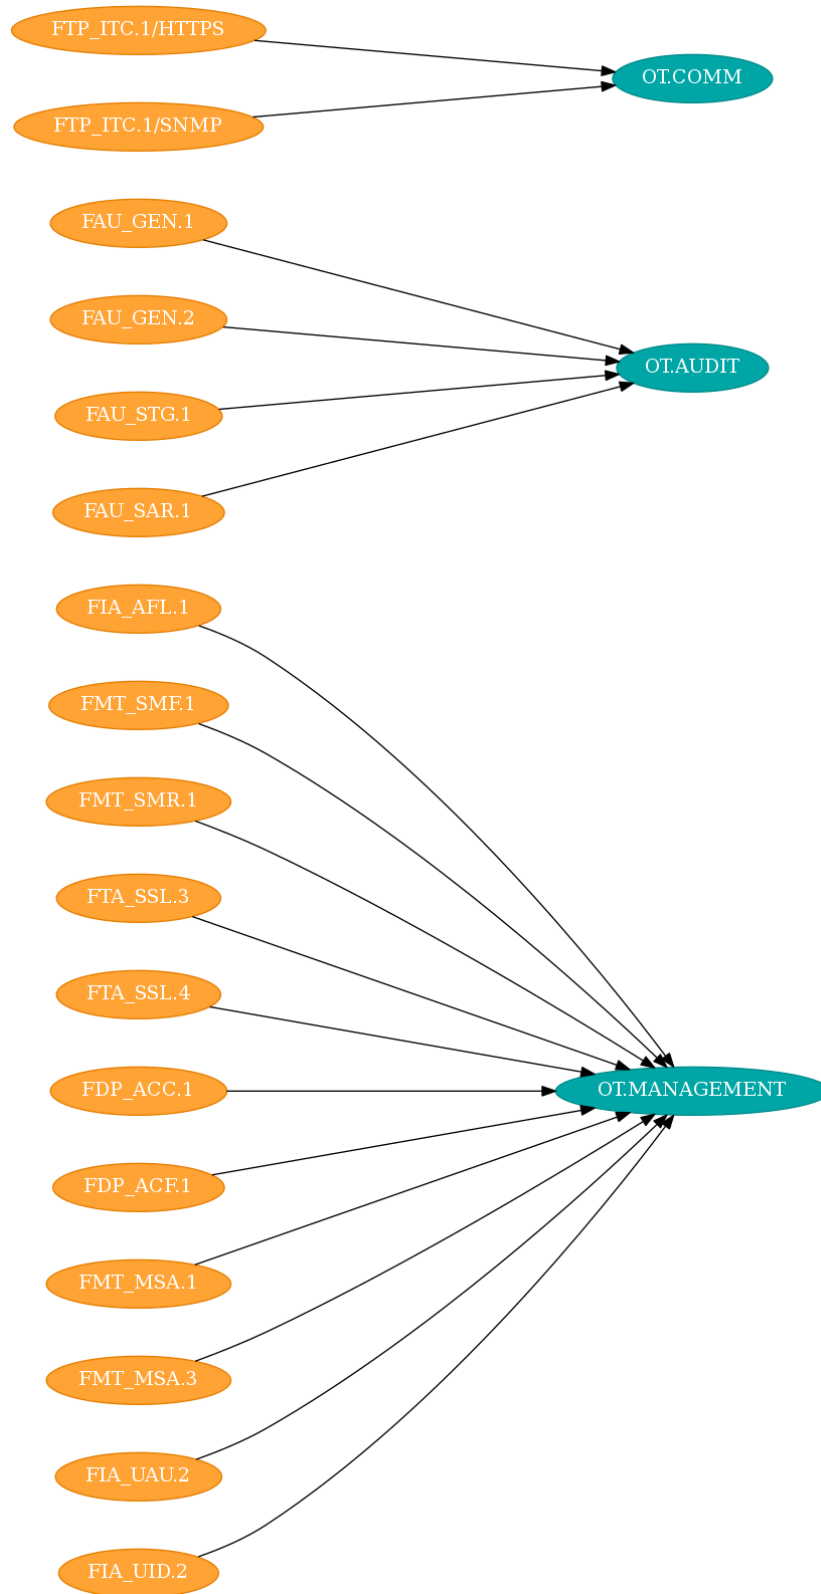 FTP_ITC.1/HTTPS
FTP_ITC.1/SNMP
OT.COMM
FAU_GEN.1
FAU_GEN.2
FAU_STG.1
FAU_SAR.1
OT.AUDIT
FIA_AFL.1
FMT_SMF.1
FMT_SMR.1
FTA_SSL.3
FTA_SSL.4
FDP_ACC.1
FDP_ACF.1
FMT_MSA.1
FMT_MSA.3
FIA_UAU.2
FIA_UID.2
OT.MANAGEMENT